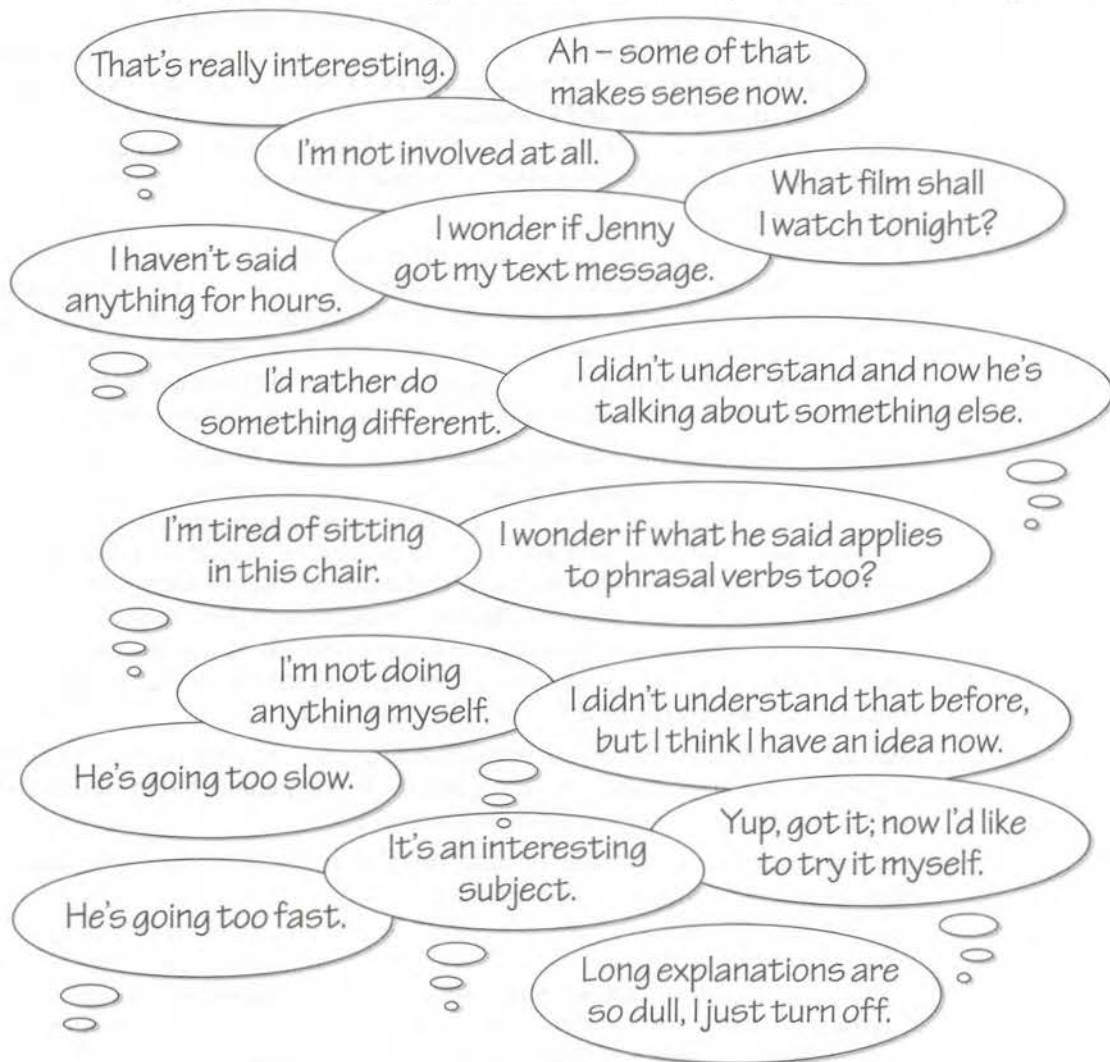 That's really interesting.
Ah – some of that
makes sense now.
I'm not involved at all.
What film shall
I watch tonight?
I wonder if Jenny
got my text message.
I haven't said
anything for hours.
I'd rather do
something different.
I didn't understand and now he's
talking about something else.
I'm tired of sitting
in this chair.
I wonder if what he said applies
to phrasal verbs too?
I'm not doing
anything myself.
I didn't understand that before,
but I think I have an idea now.
He's going too slow.
Yup, got it; now I'd like
to try it myself.
It's an interesting
subject.
He's going too fast.
Long explanations are
so dull, I just turn off.